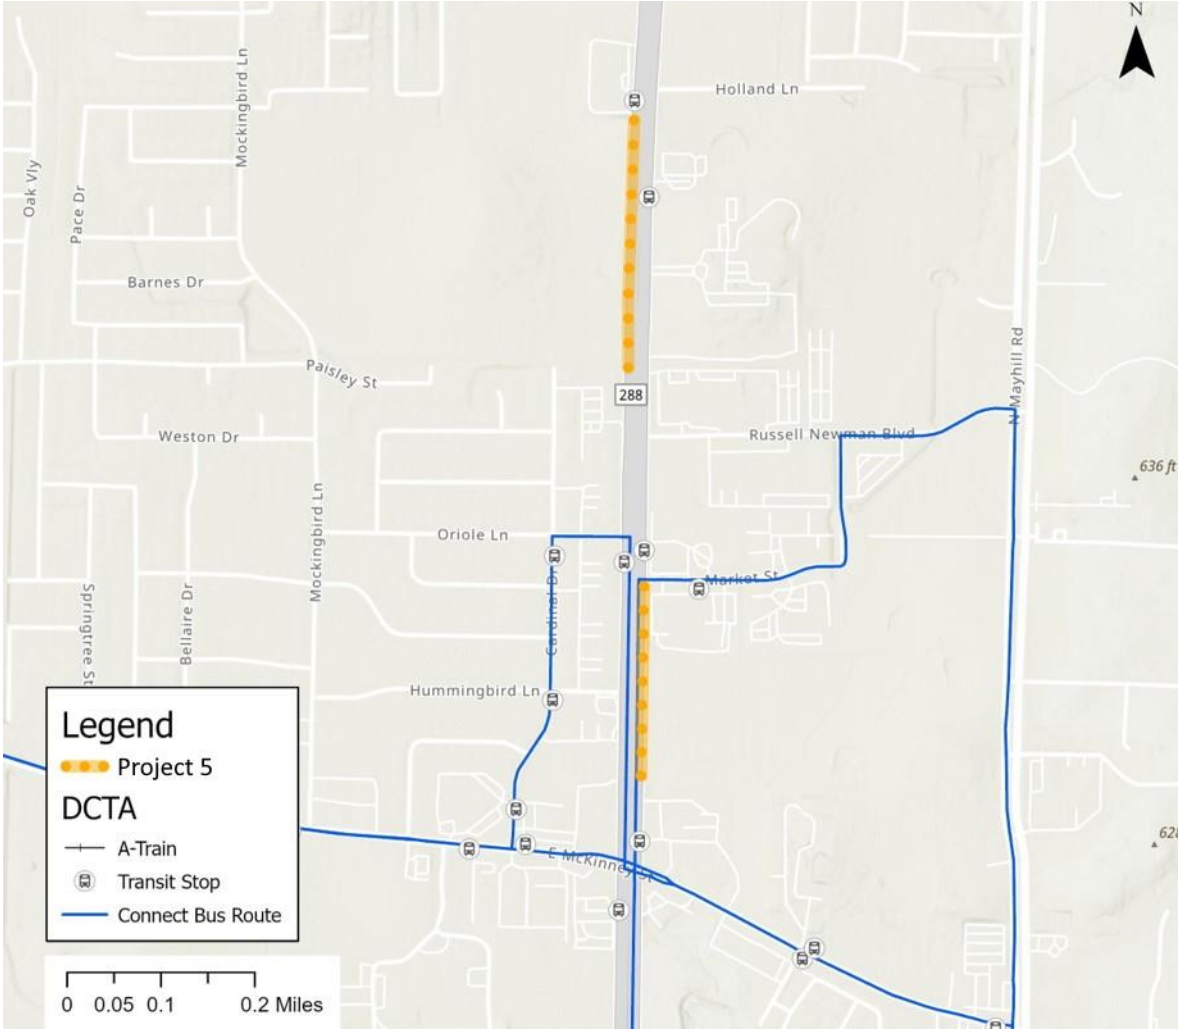 N
Holland Ln
Mockingbird Ln
Oak Vly
Pace Dr
Barnes Dr
Paisley St
288
N Mayhill Rd
Weston Dr
Russell Newman Blvd
636 ft
Mockingbird Ln
Oriole Ln
Cardinal Dr
Market St
Springtree St
Bellaire Dr
Hummingbird Ln
Legend
Project 5
DCTA
A-Train
Transit Stop
Connect Bus Route
E McKinney St
628
0 0.05 0.1 0.2 Miles